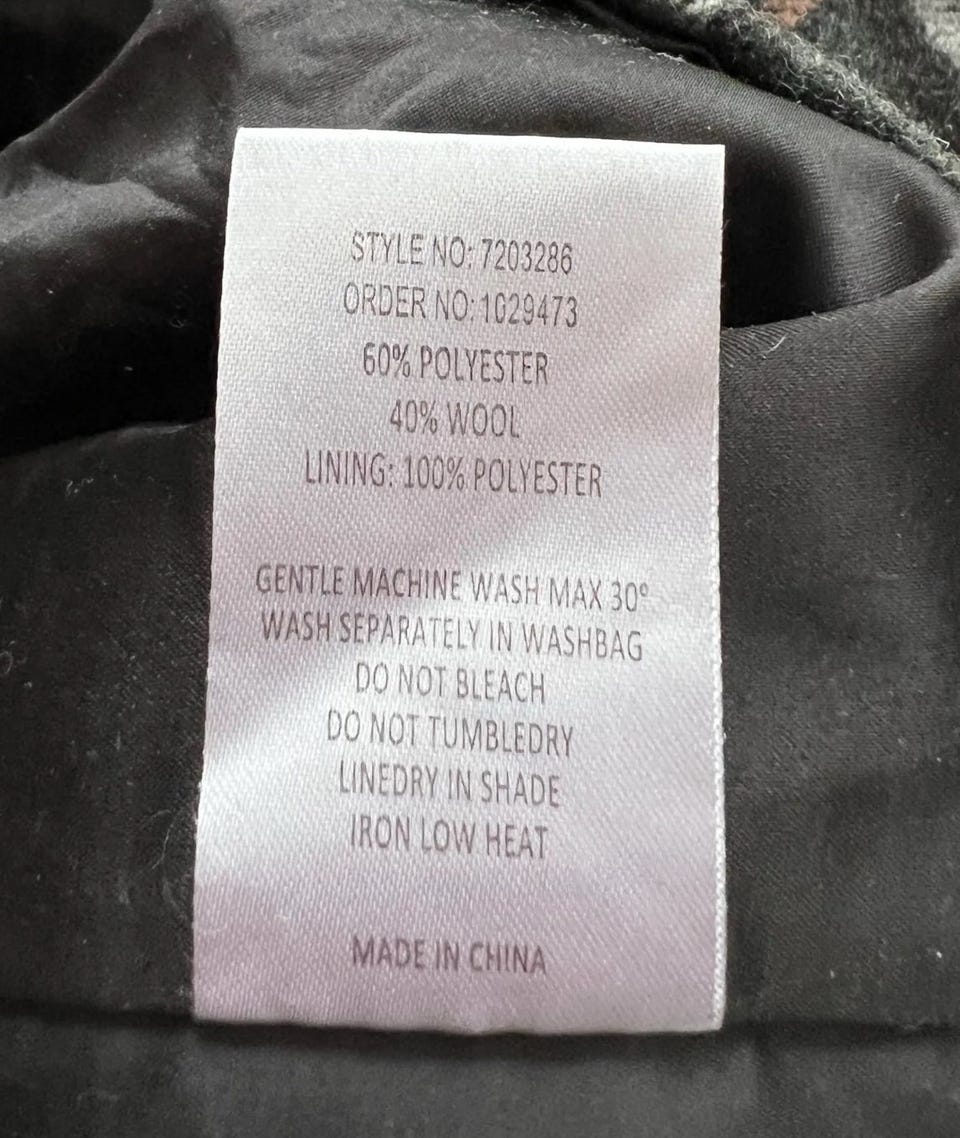 STYLE NO: 7203286
ORDER NO: 1029473
60% POLYESTER
40% WOOL
LINING: 100% POLYESTER
GENTLE MACHINE WASH MAX 30°
WASH SEPARATELY IN WASHBAG
DO NOT BLEACH
DO NOT TUMBLEDRY
LINEDRY IN SHADE
IRON LOW HEAT
MADE IN CHINA